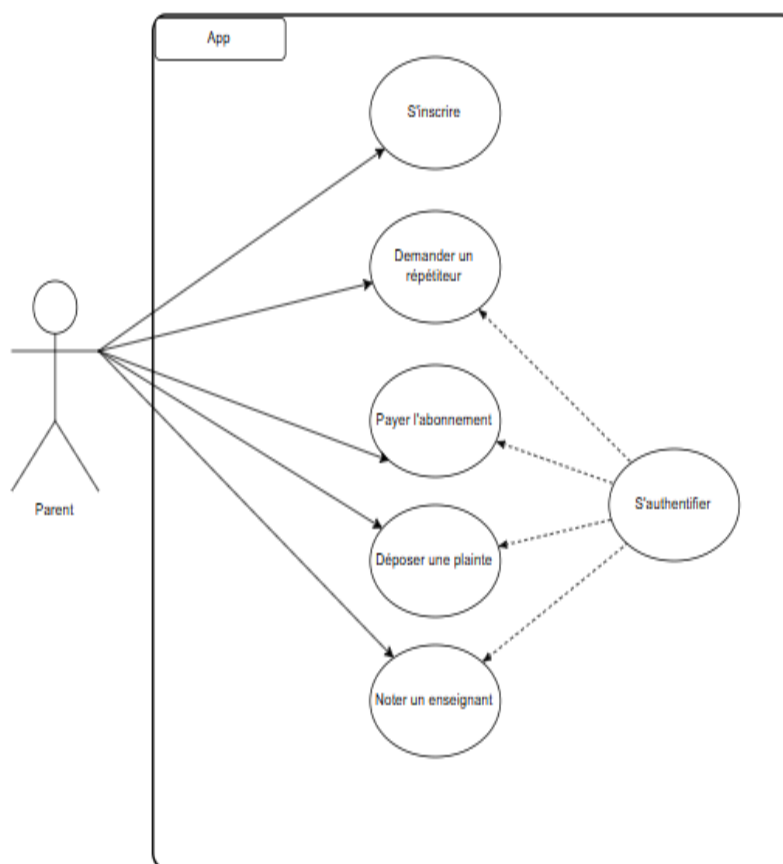 App
S'inscrire
Demander un
répétiteur
Payer l'abonnement
S'authentifier
Parent
Déposer une plainte
Noter un enseignant